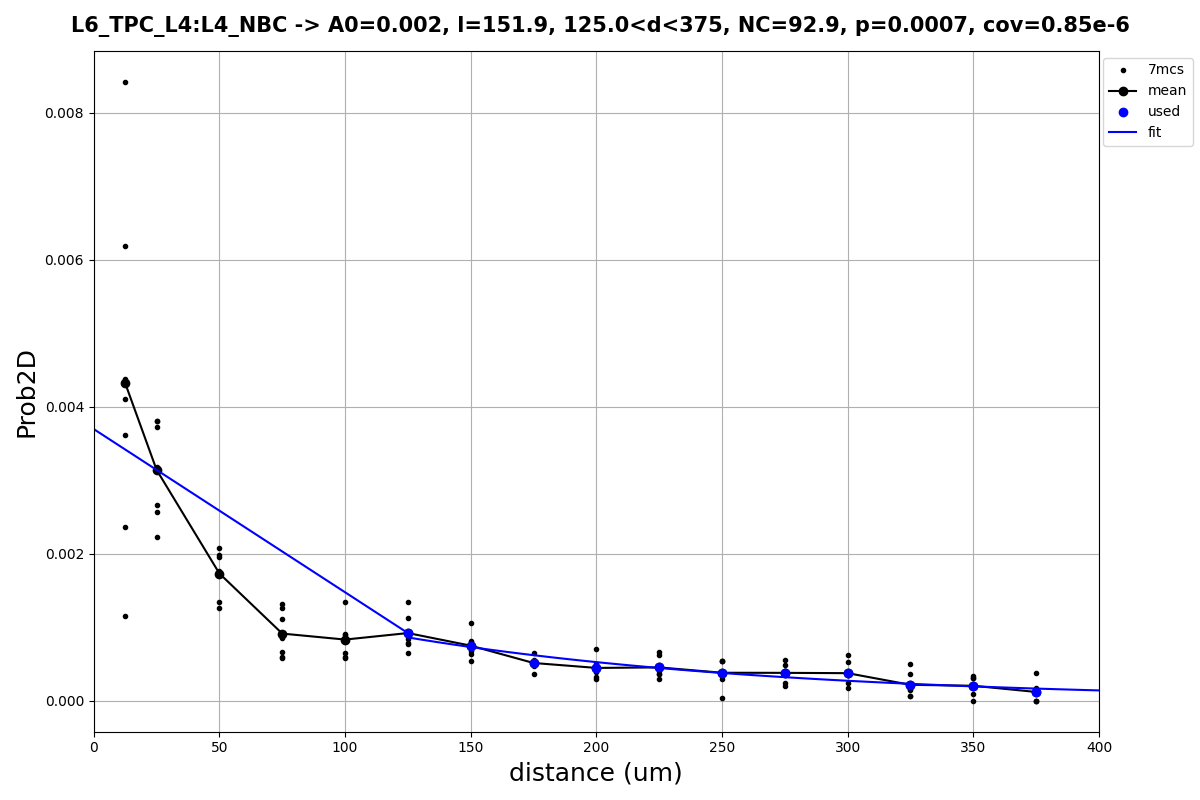 L6_TPC_L4:L4_NBC -> A0=0.002, l=151.9, 125.0<d<375, NC=92.9, p=0.0007, cov=0.85e-6
7mcs
mean
used
fit
Prob2D
0.008
0.006
0.004
0.002
0.000
0 50 100 150 200 250 300 350 400
distance (um)